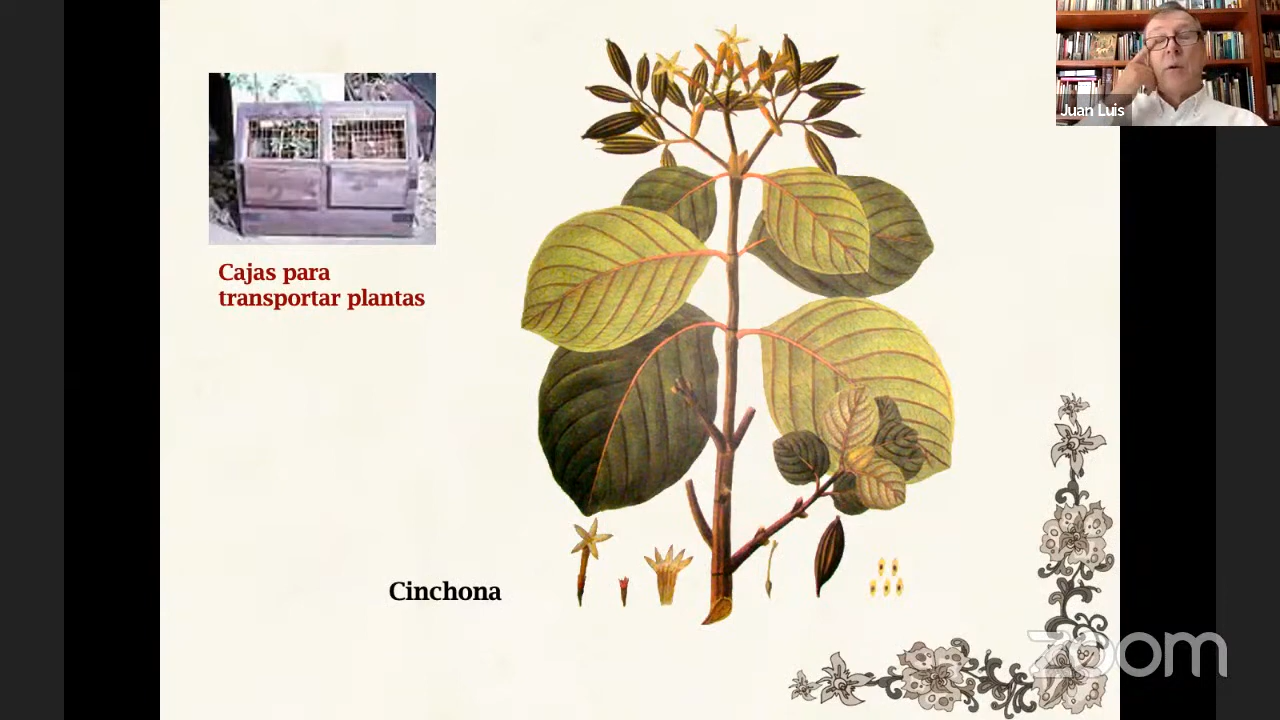 Juan Luis
Cajas para
transportar plantas
Cinchona
zoom